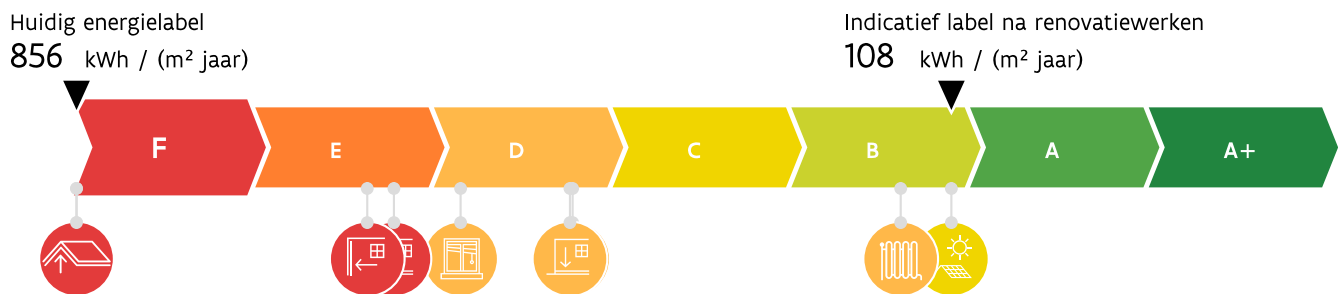 Huidig energielabel
856 kWh / (m² jaar)
Indicatief label na renovatiewerken
108 kWh / (m² jaar)
F
E
D
C
B
A
A+